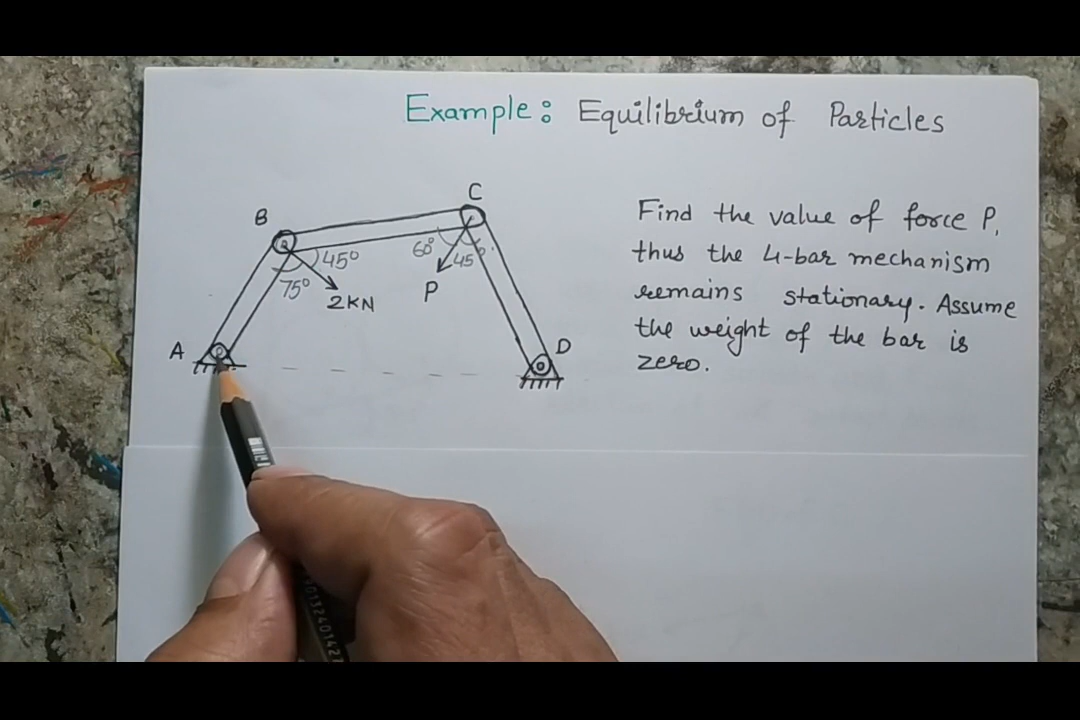 Example: Equilibrium of Particles
C
B
Find the value of force P,
thus the 4-bar mechanism
remains stationary. Assume
the weight of the bar is
zero.
45°
60°
45°
75°
P
2KN
A
D